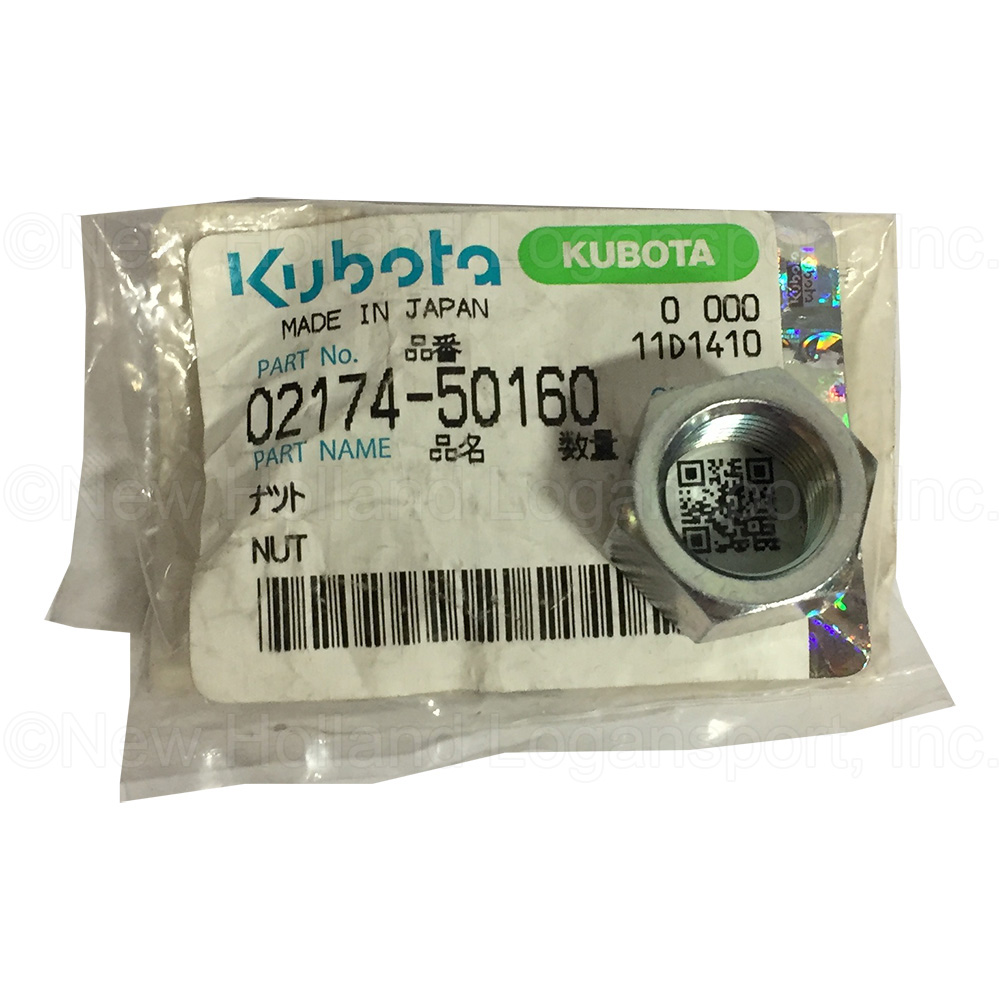 ©New Holland Logansport, Inc.
Kubota KUBOTA
MADE IN JAPAN 0 000
11D1410
PART No. 品番
02174-50160
PART NAME 品名 数量
ナット
NUT
Kubota
©New Holland Logansport, Inc.
©New Holland Logansport, Inc.